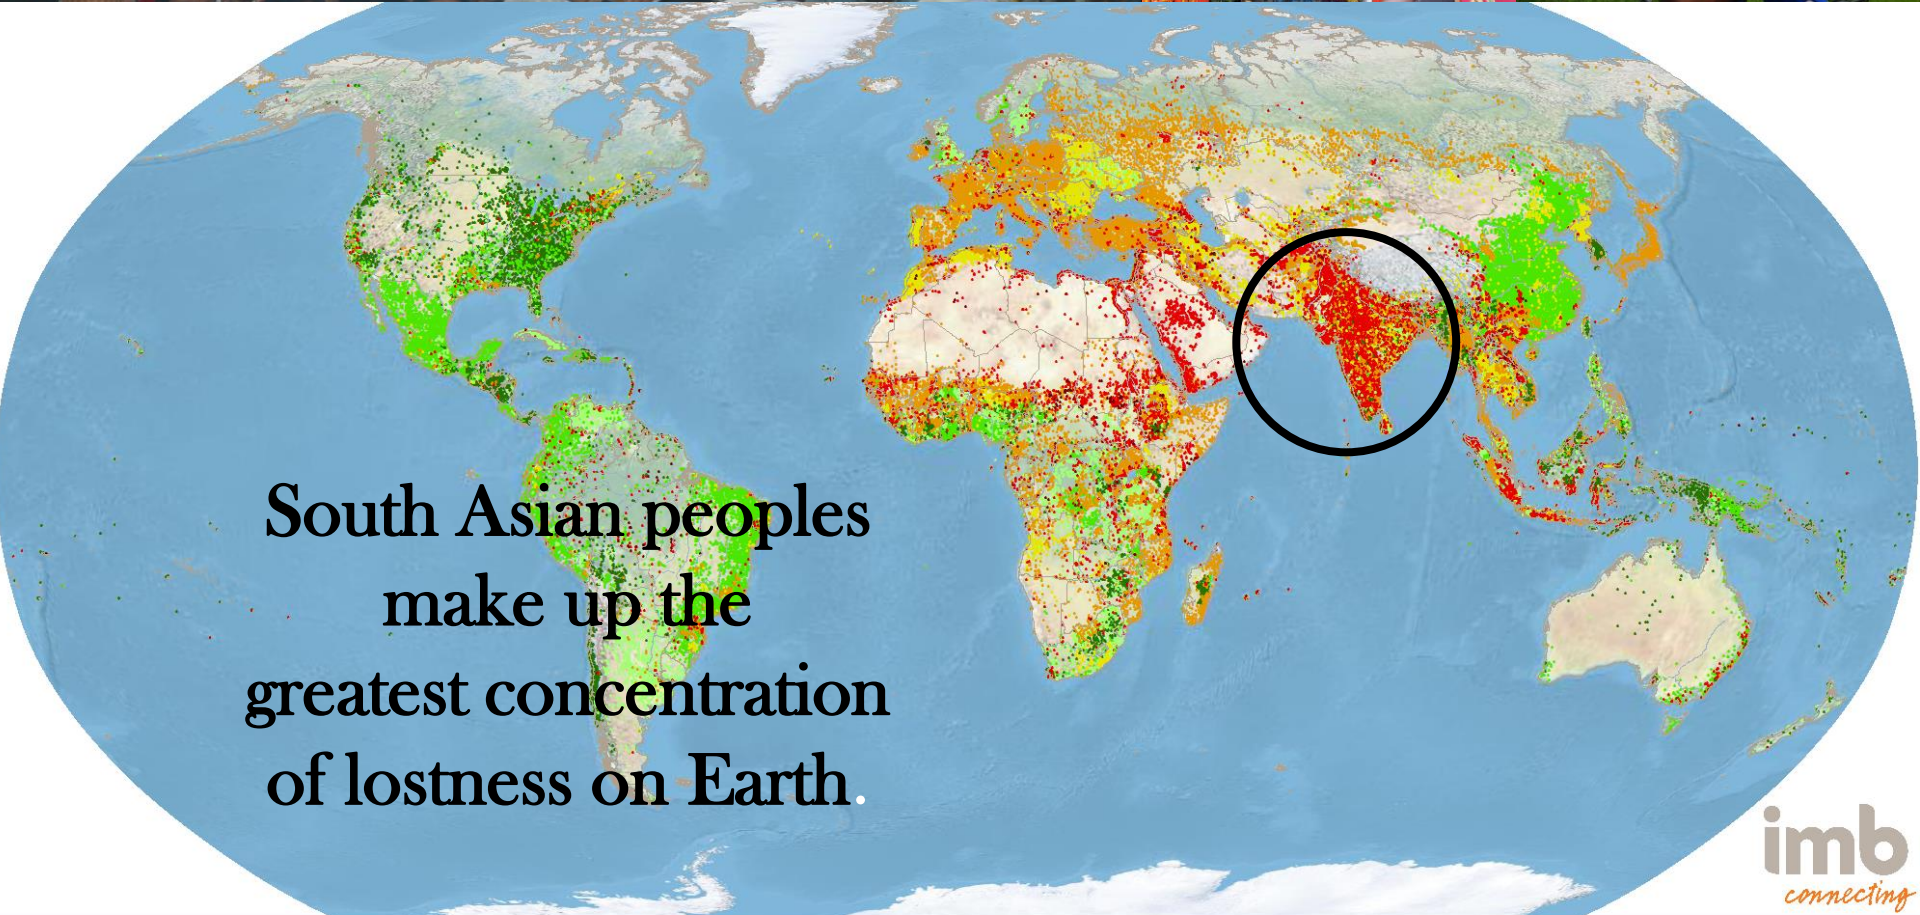 South Asian peoples
make up the
greatest concentration
of lostness on Earth.
imb
connecting